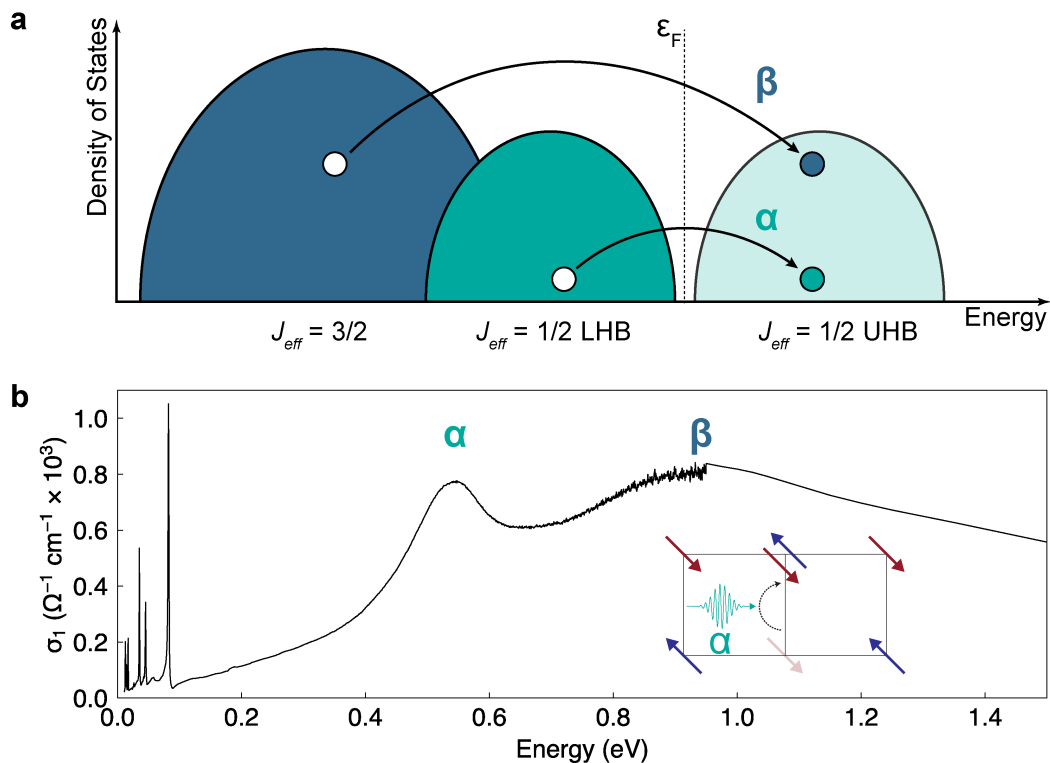 a
Density of States
εF
β
α
Energy
Jeff = 3/2
Jeff = 1/2 LHB
Jeff = 1/2 UHB
b
σ1 (Ω−1 cm−1 × 103)
1.0
0.8
0.6
0.4
0.2
0.0
α
β
α
0.0 0.2 0.4 0.6 0.8 1.0 1.2 1.4
Energy (eV)